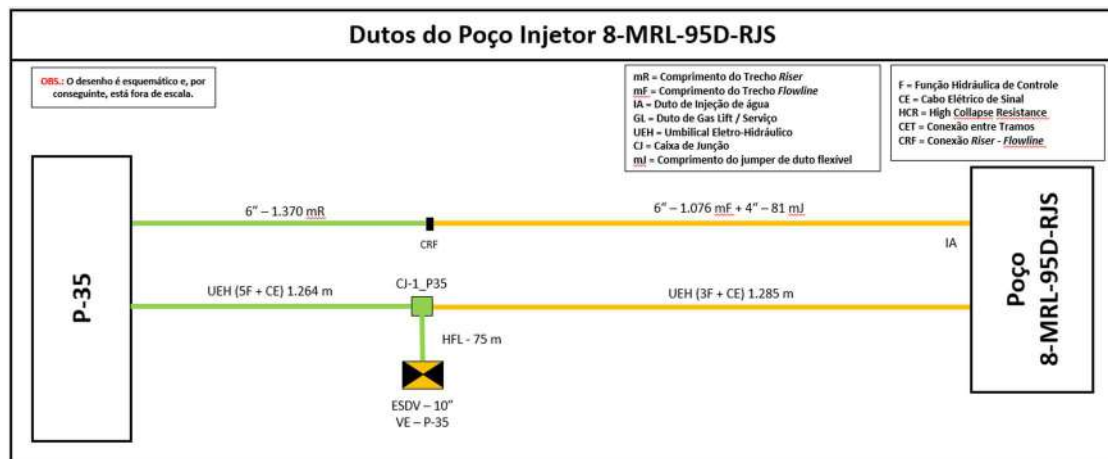 Dutos do Poço Injetor 8-MRL-95D-RJS
OBS.: O desenho é esquemático e, por
conseguinte, está fora de escala.
mR = Comprimento do Trecho Riser
mF = Comprimento do Trecho Flowline
IA = Duto de Injeção de água
GL = Duto de Gas Lift / Serviço
UEH = Umbilical Eletro-Hidráulico
CJ = Caixa de Junção
mJ = Comprimento do jumper de duto flexível
F = Função Hidráulica de Controle
CE = Cabo Elétrico de Sinal
HCR = High Collapse Resistance
CET = Conexão entre Tramos
CRF = Conexão Riser - Flowline
P-35
6” – 1.370 mR
CRF
6” – 1.076 mF + 4” – 81 mJ
IA
UEH (5F + CE) 1.264 m
CJ-1_P35
UEH (3F + CE) 1.285 m
HFL - 75 m
ESDV – 10”
VE – P-35
Poço
8-MRL-95D-RJS